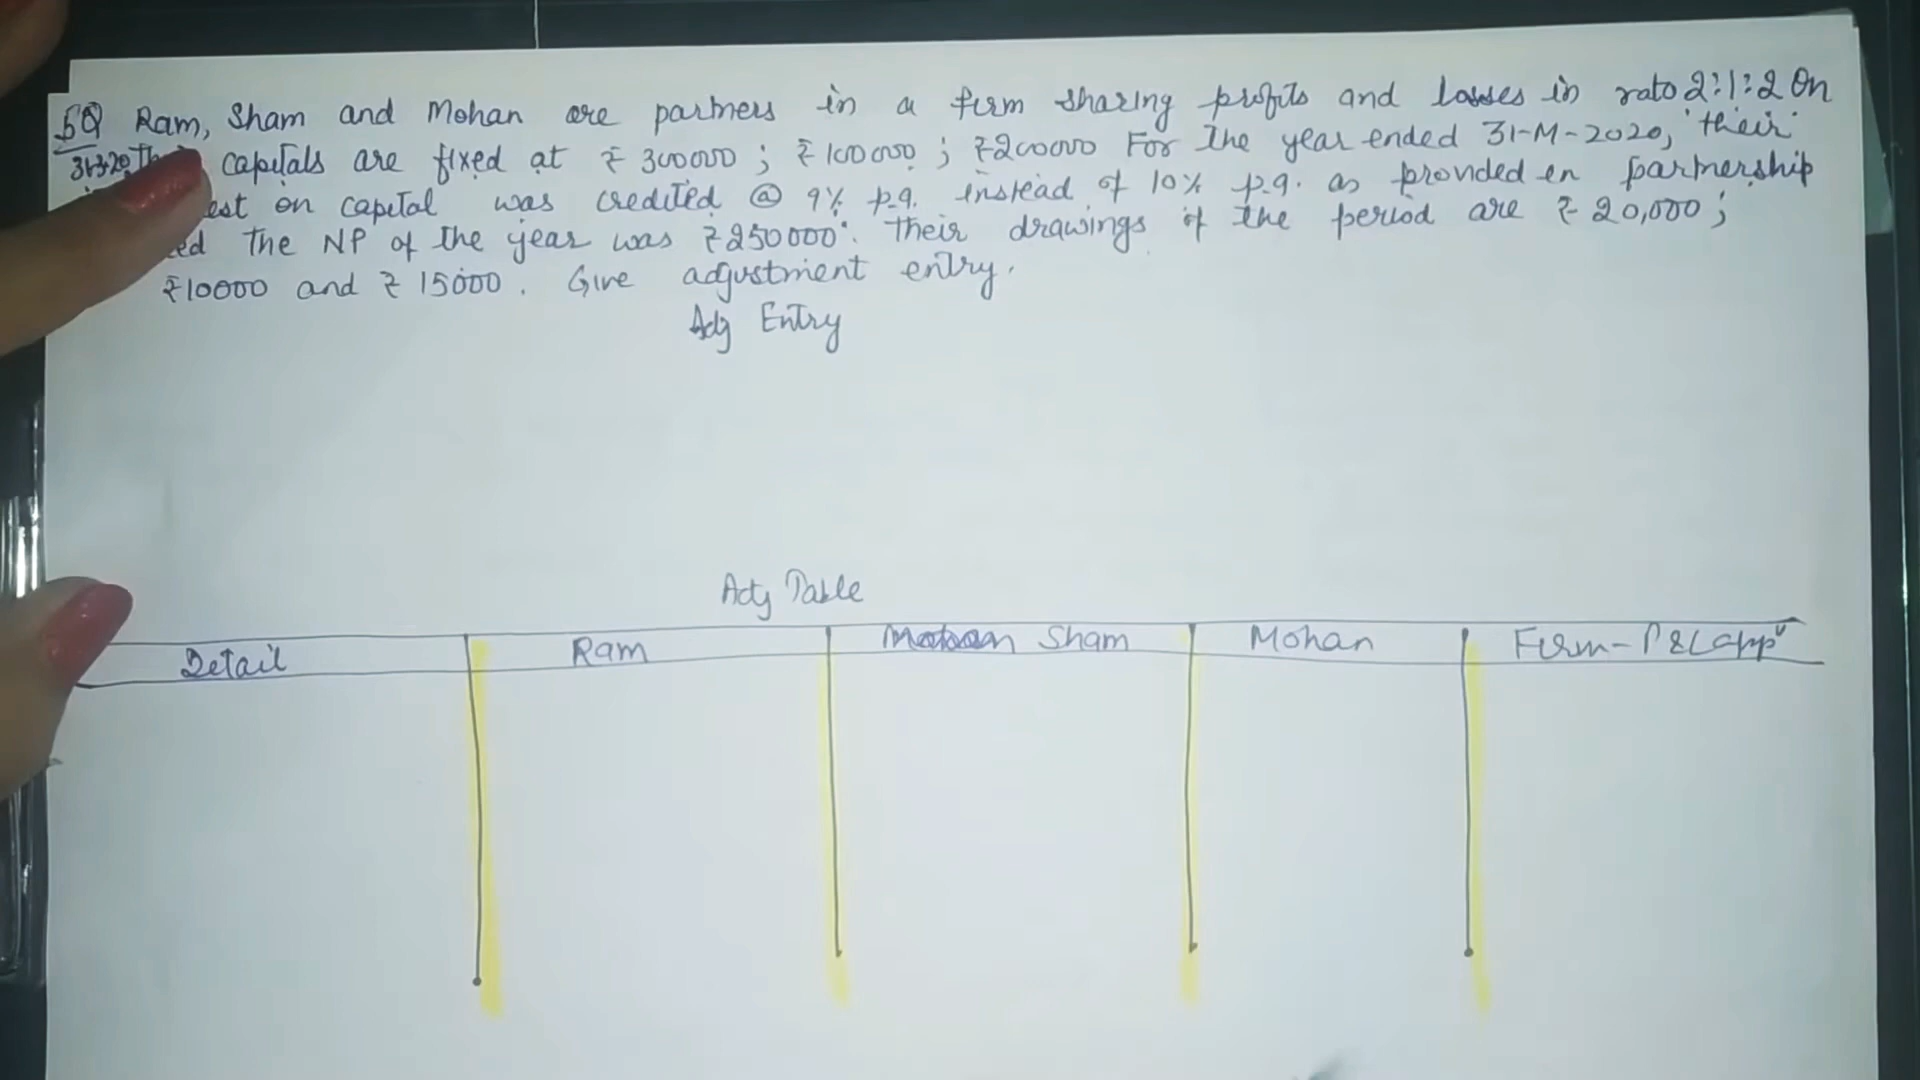 5Q Ram, Sham and Mohan are partners in a firm sharing profits and losses in rato 2:1:2 On
31-3-20 capitals are fixed at ₹ 300000 ; ₹100000 ; ₹200000 For the year ended 31-M-2020, their
est on capital was credited @ 9% p.a. instead of 10% p.a. as provided in partnership
ed the NP of the year was ₹250000. Their drawings of the period are ₹ 20,000 ;
₹10000 and ₹ 15000. Give adjustment entry.
Adj Entry
Adj Table
Detail Ram Sham Mohan Firm-P&L app